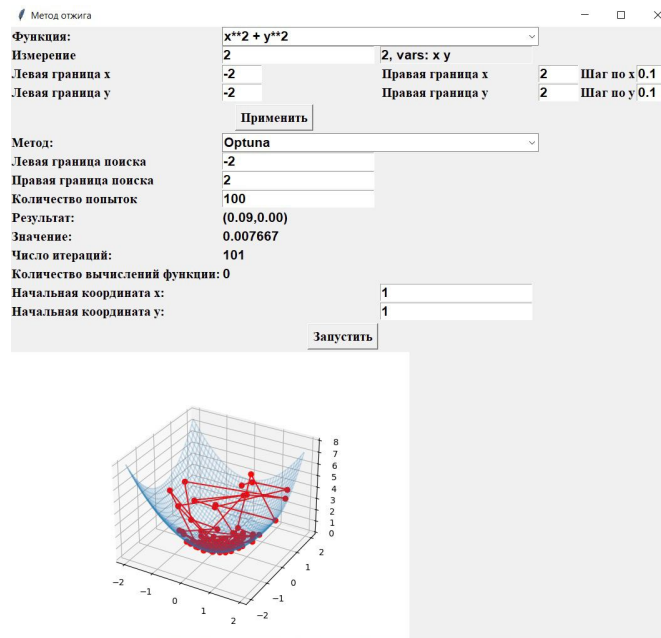 Метод отжига
Функция: x**2 + y**2
Измерение 2 2, vars: x y
Левая граница x -2 Правая граница x 2 Шаг по x 0.1
Левая граница y -2 Правая граница y 2 Шаг по y 0.1
Применить
Метод: Optuna
Левая граница поиска -2
Правая граница поиска 2
Количество попыток 100
Результат: (0.09,0.00)
Значение: 0.007667
Число итераций: 101
Количество вычислений функции: 0
Начальная координата x: 1
Начальная координата y: 1
Запустить
8
7
6
5
4
3
2
1
0
−2
−1
0
1
2
−2
−1
0
1
2